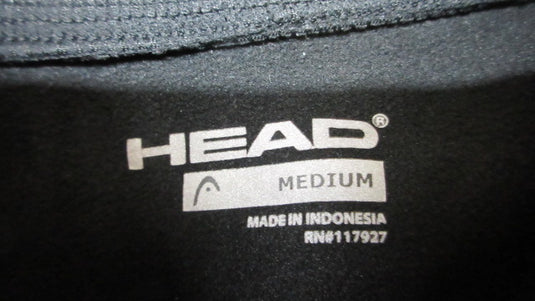 HEAD®
MEDIUM
MADE IN INDONESIA
RN#117927